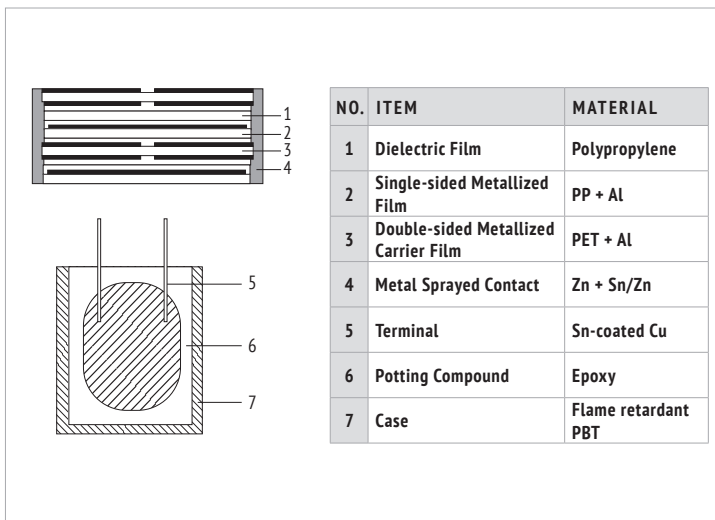 1
2
3
4
5
6
7
NO. ITEM MATERIAL
1 Dielectric Film Polypropylene
2 Single-sided Metallized
Film PP + Al
3 Double-sided Metallized
Carrier Film PET + Al
4 Metal Sprayed Contact Zn + Sn/Zn
5 Terminal Sn-coated Cu
6 Potting Compound Epoxy
7 Case Flame retardant
PBT